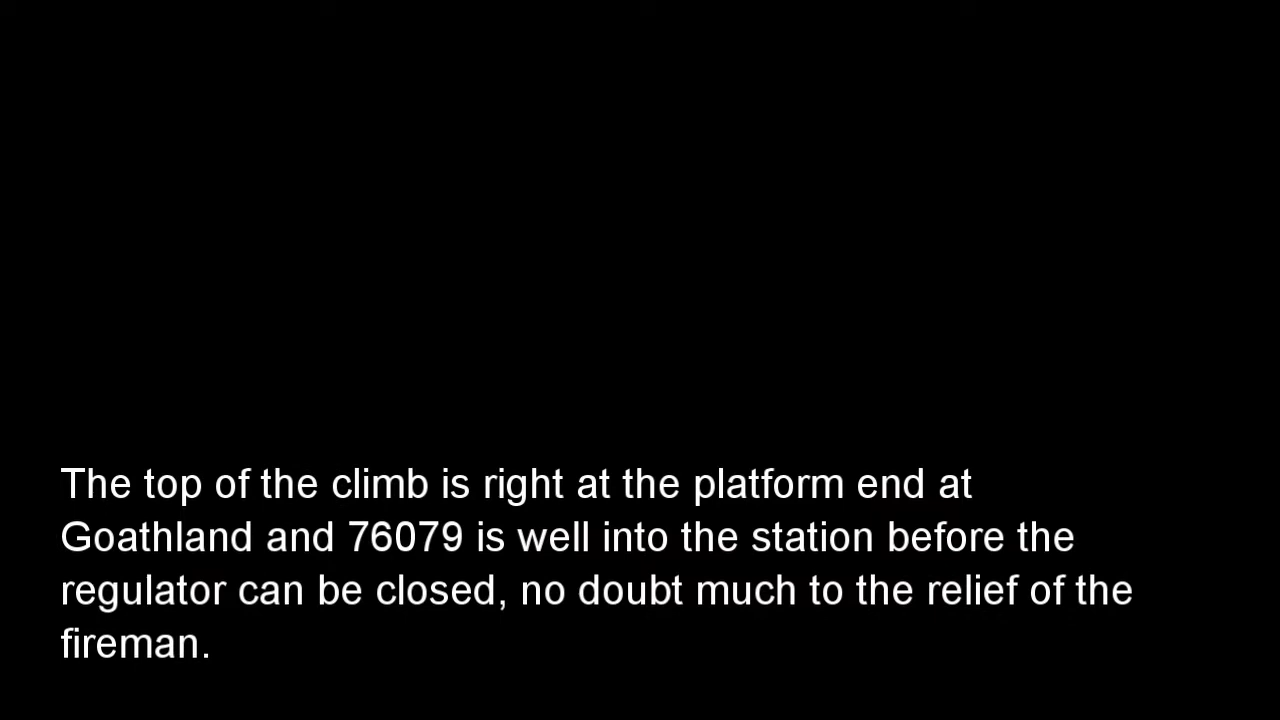 The top of the climb is right at the platform end at
Goathland and 76079 is well into the station before the
regulator can be closed, no doubt much to the relief of the
fireman.